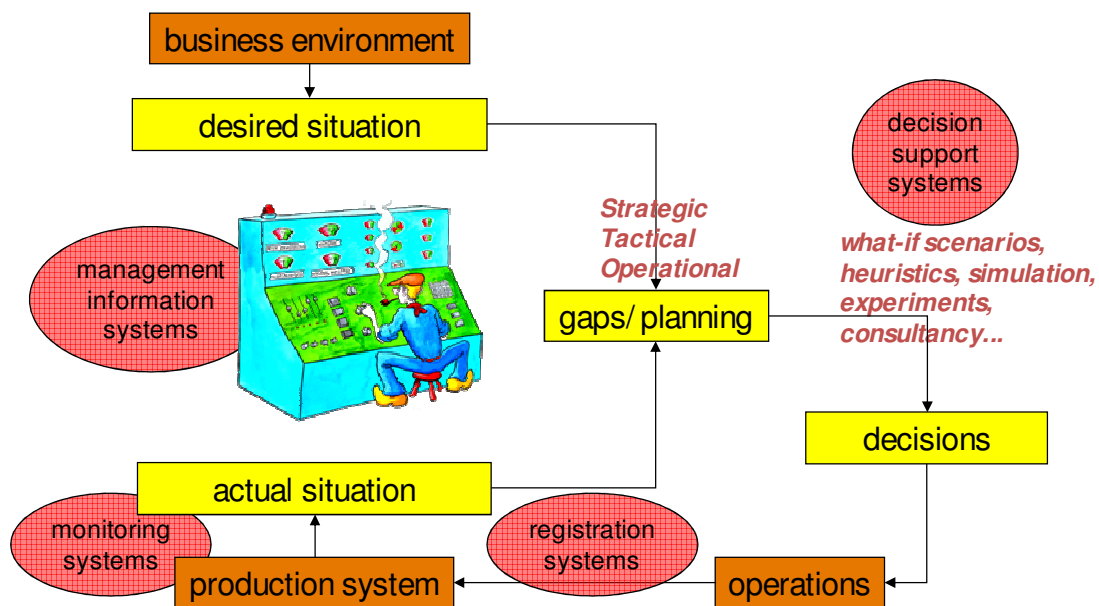 business environment
desired situation
decision
support
systems
Strategic
Tactical
Operational
what-if scenarios,
heuristics, simulation,
experiments,
consultancy...
management
information
systems
gaps/ planning
decisions
actual situation
monitoring
systems
registration
systems
production system
operations